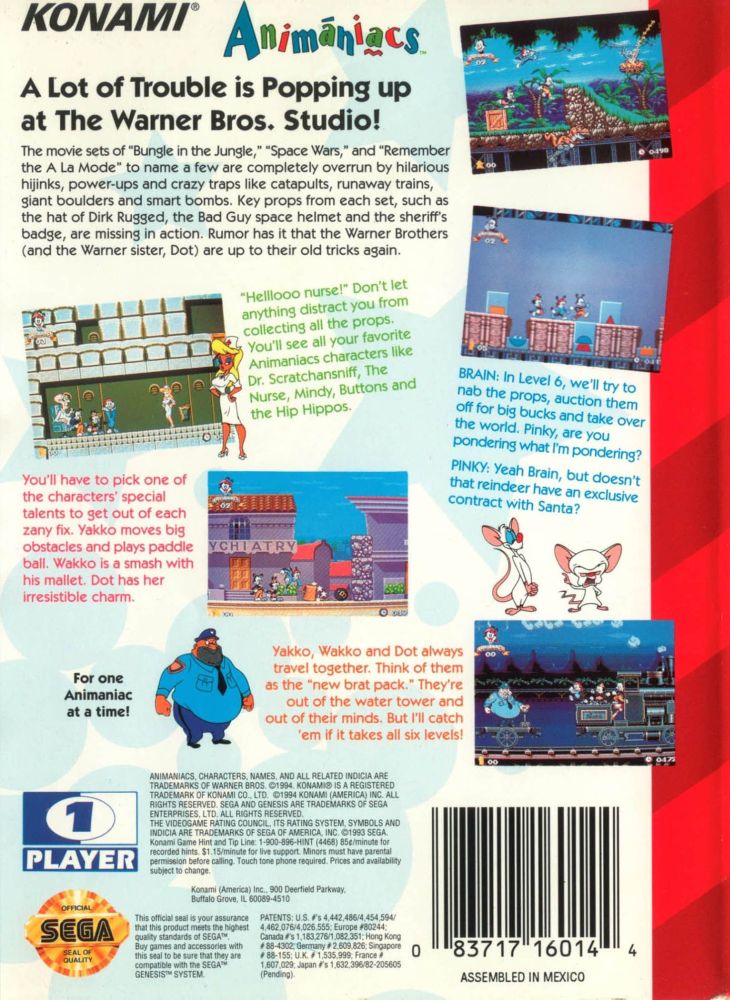 KONAMI®
Animaniacs™
A Lot of Trouble is Popping up
at The Warner Bros. Studio!
The movie sets of "Bungle in the Jungle," "Space Wars," and "Remember
the A La Mode" to name a few are completely overrun by hilarious
hijinks, power-ups and crazy traps like catapults, runaway trains,
giant boulders and smart bombs. Key props from each set, such as
the hat of Dirk Rugged, the Bad Guy space helmet and the sheriff's
badge, are missing in action. Rumor has it that the Warner Brothers
(and the Warner sister, Dot) are up to their old tricks again.
"Helllooo nurse!" Don't let
anything distract you from
collecting all the props.
You'll see all your favorite
Animaniacs characters like
Dr. Scratchansniff, The
Nurse, Mindy, Buttons and
the Hip Hippos.
BRAIN: In Level 6, we'll try to
nab the props, auction them
off for big bucks and take over
the world. Pinky, are you
pondering what I'm pondering?
PINKY: Yeah Brain, but doesn't
that reindeer have an exclusive
contract with Santa?
You'll have to pick one of
the characters' special
talents to get out of each
zany fix. Yakko moves big
obstacles and plays paddle
ball. Wakko is a smash with
his mallet. Dot has her
irresistible charm.
YCHIATRY
For one
Animaniac
at a time!
Yakko, Wakko and Dot always
travel together. Think of them
as the "new brat pack." They're
out of the water tower and
out of their minds. But I'll catch
'em if it takes all six levels!
1
PLAYER
ANIMANIACS, CHARACTERS, NAMES, AND ALL RELATED INDICIA ARE
TRADEMARKS OF WARNER BROS. ©1994. KONAMI® IS A REGISTERED
TRADEMARK OF KONAMI CO., LTD. ©1994 KONAMI (AMERICA) INC. ALL
RIGHTS RESERVED. SEGA AND GENESIS ARE TRADEMARKS OF SEGA
ENTERPRISES, LTD. ALL RIGHTS RESERVED.
THE VIDEOGAME RATING COUNCIL, ITS RATING SYSTEM, SYMBOLS AND
INDICIA ARE TRADEMARKS OF SEGA OF AMERICA, INC. ©1993 SEGA.
Konami Game Hint and Tip Line: 1-900-896-HINT (4468) 85¢/minute for
recorded hints. $1.15/minute for live support. Minors must have parental
permission before calling. Touch tone phone required. Prices and availability
subject to change.
Konami (America) Inc., 900 Deerfield Parkway,
Buffalo Grove, IL 60089-4510
OFFICIAL
SEGA
SEAL OF
QUALITY
This official seal is your assurance
that this product meets the highest
quality standards of SEGA™.
Buy games and accessories with
this seal to be sure that they are
compatible with the SEGA™
GENESIS™ SYSTEM.
PATENTS: U.S. #'s 4,442,486/4,454,594/
4,462,076/4,026,555; Europe #80244;
Canada #'s 1,183,276/1,082,351; Hong Kong
# 88-4302; Germany # 2,609,826; Singapore
# 88-155; U.K. # 1,535,999; France #
1,607,029; Japan #'s 1,632,396/82-205605
(Pending).
0 83717 16014 4
ASSEMBLED IN MEXICO